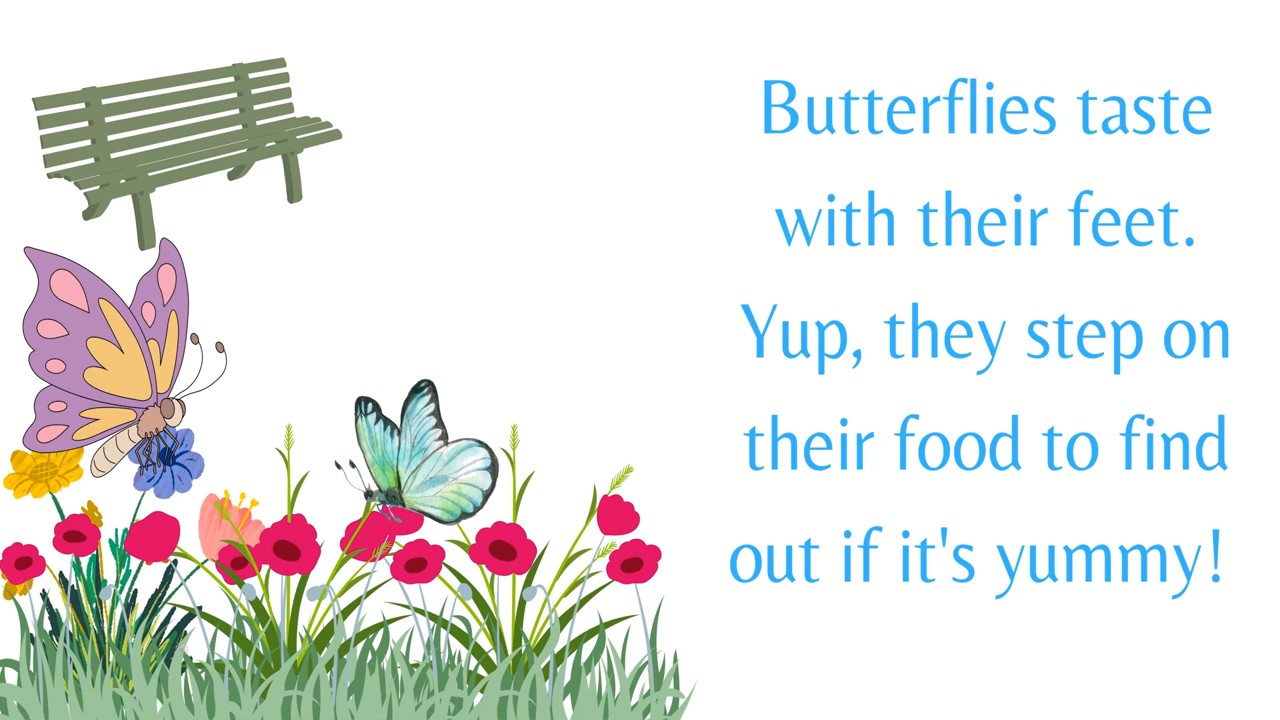 Butterflies taste
with their feet.
Yup, they step on
their food to find
out if it's yummy!